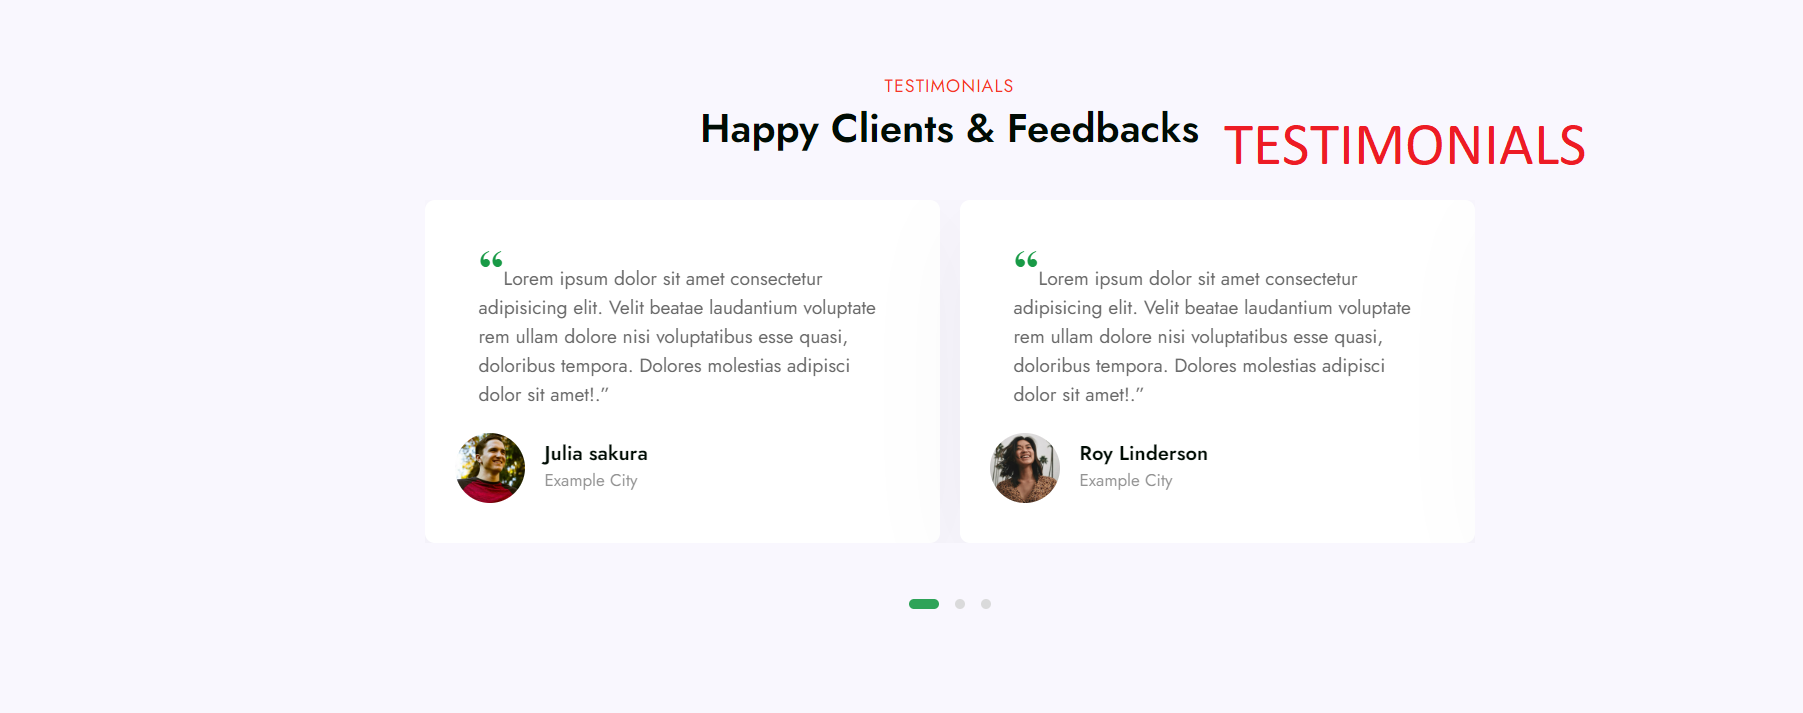 TESTIMONIALS
Happy Clients & Feedbacks
TESTIMONIALS
“Lorem ipsum dolor sit amet consectetur
adipisicing elit. Velit beatae laudantium voluptate
rem ullam dolore nisi voluptatibus esse quasi,
doloribus tempora. Dolores molestias adipisci
dolor sit amet!.”
Julia sakura
Example City
“Lorem ipsum dolor sit amet consectetur
adipisicing elit. Velit beatae laudantium voluptate
rem ullam dolore nisi voluptatibus esse quasi,
doloribus tempora. Dolores molestias adipisci
dolor sit amet!.”
Roy Linderson
Example City